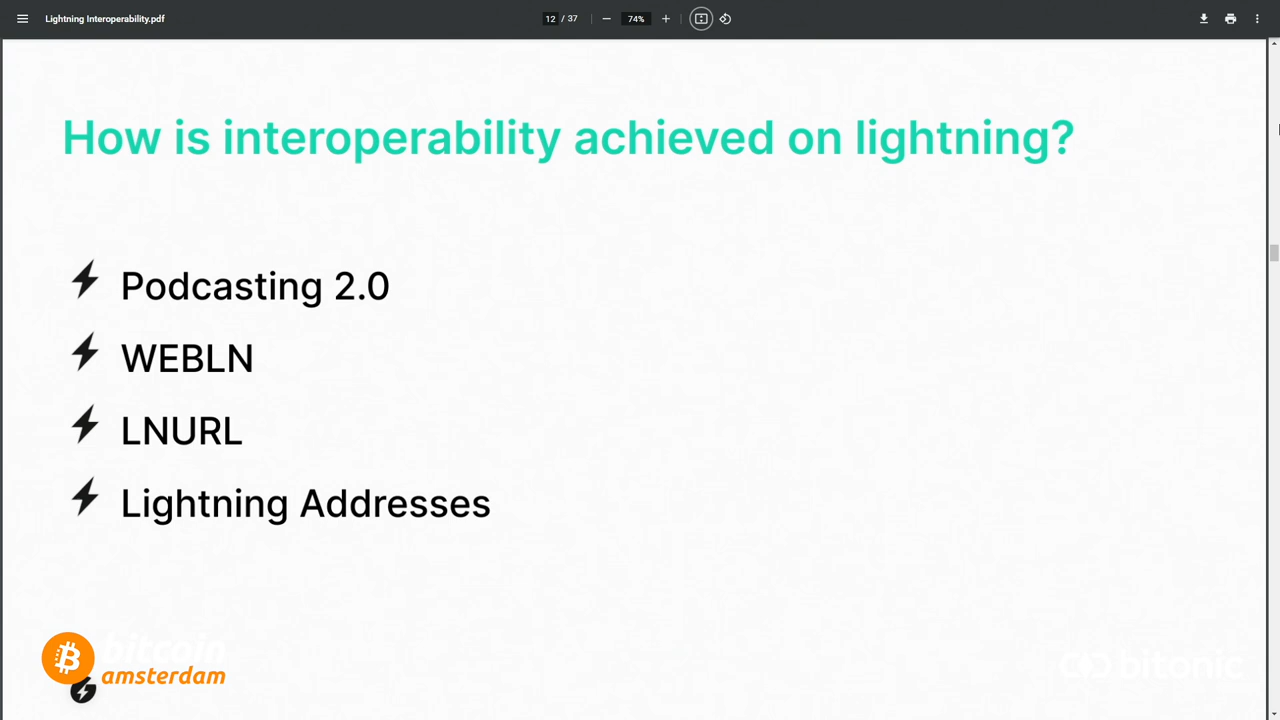 Lightning Interoperability.pdf
12 / 37
74%
How is interoperability achieved on lightning?
Podcasting 2.0
WEBLN
LNURL
Lightning Addresses
bitcoin
amsterdam
bitonic